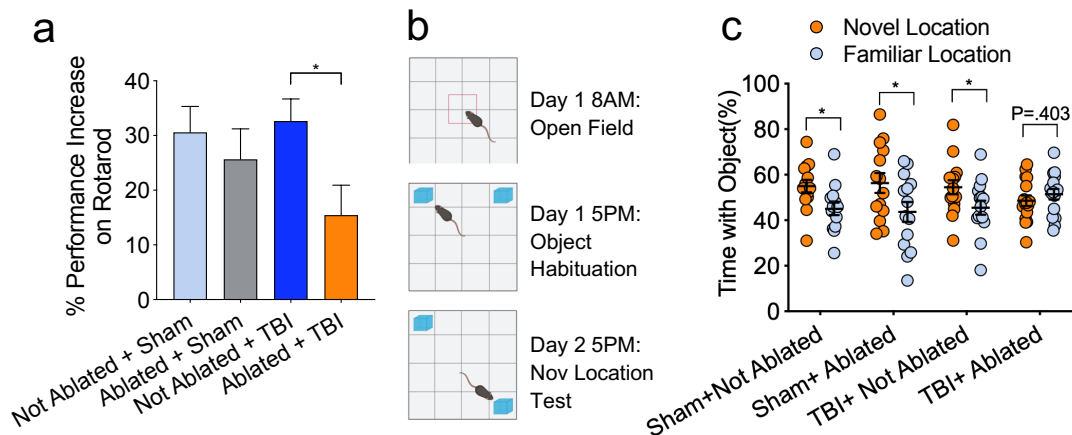 a
% Performance Increase
on Rotarod
40
30
20
10
0
*
Not Ablated + Sham
Ablated + Sham
Not Ablated + TBI
Ablated + TBI
b
Day 1 8AM:
Open Field
Day 1 5PM:
Object
Habituation
Day 2 5PM:
Nov Location
Test
c
Novel Location
Familiar Location
Time with Object(%)
100
80
60
40
20
0
*
*
*
P=.403
Sham+Not Ablated
Sham+ Ablated
TBI+ Not Ablated
TBI+ Ablated